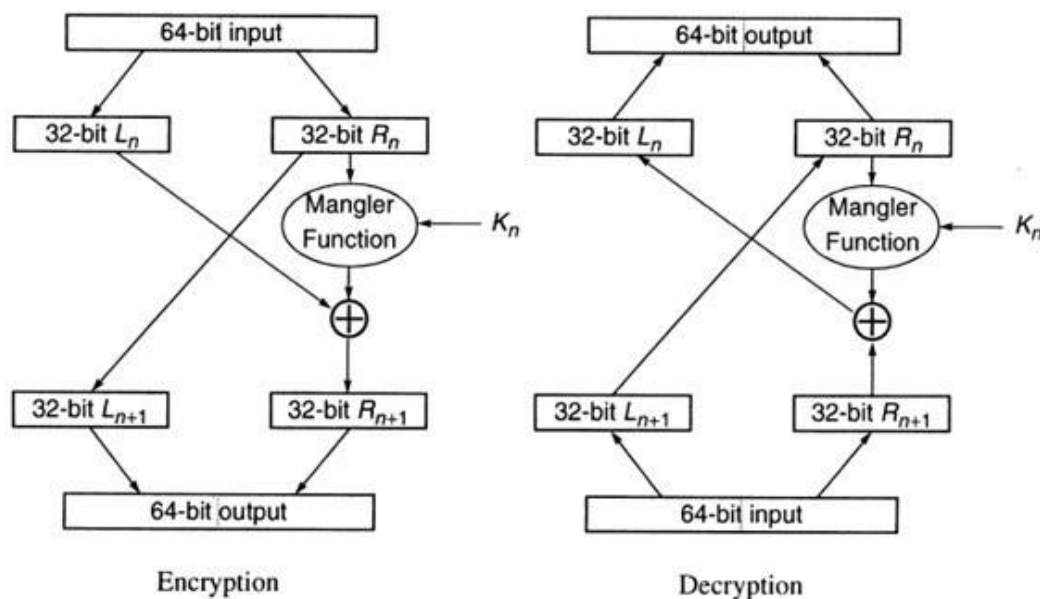 64-bit input
32-bit Lₙ
32-bit Rₙ
Mangler
Function
Kₙ
32-bit Lₙ₊₁
32-bit Rₙ₊₁
64-bit output
Encryption
64-bit output
32-bit Lₙ
32-bit Rₙ
Mangler
Function
Kₙ
32-bit Lₙ₊₁
32-bit Rₙ₊₁
64-bit input
Decryption